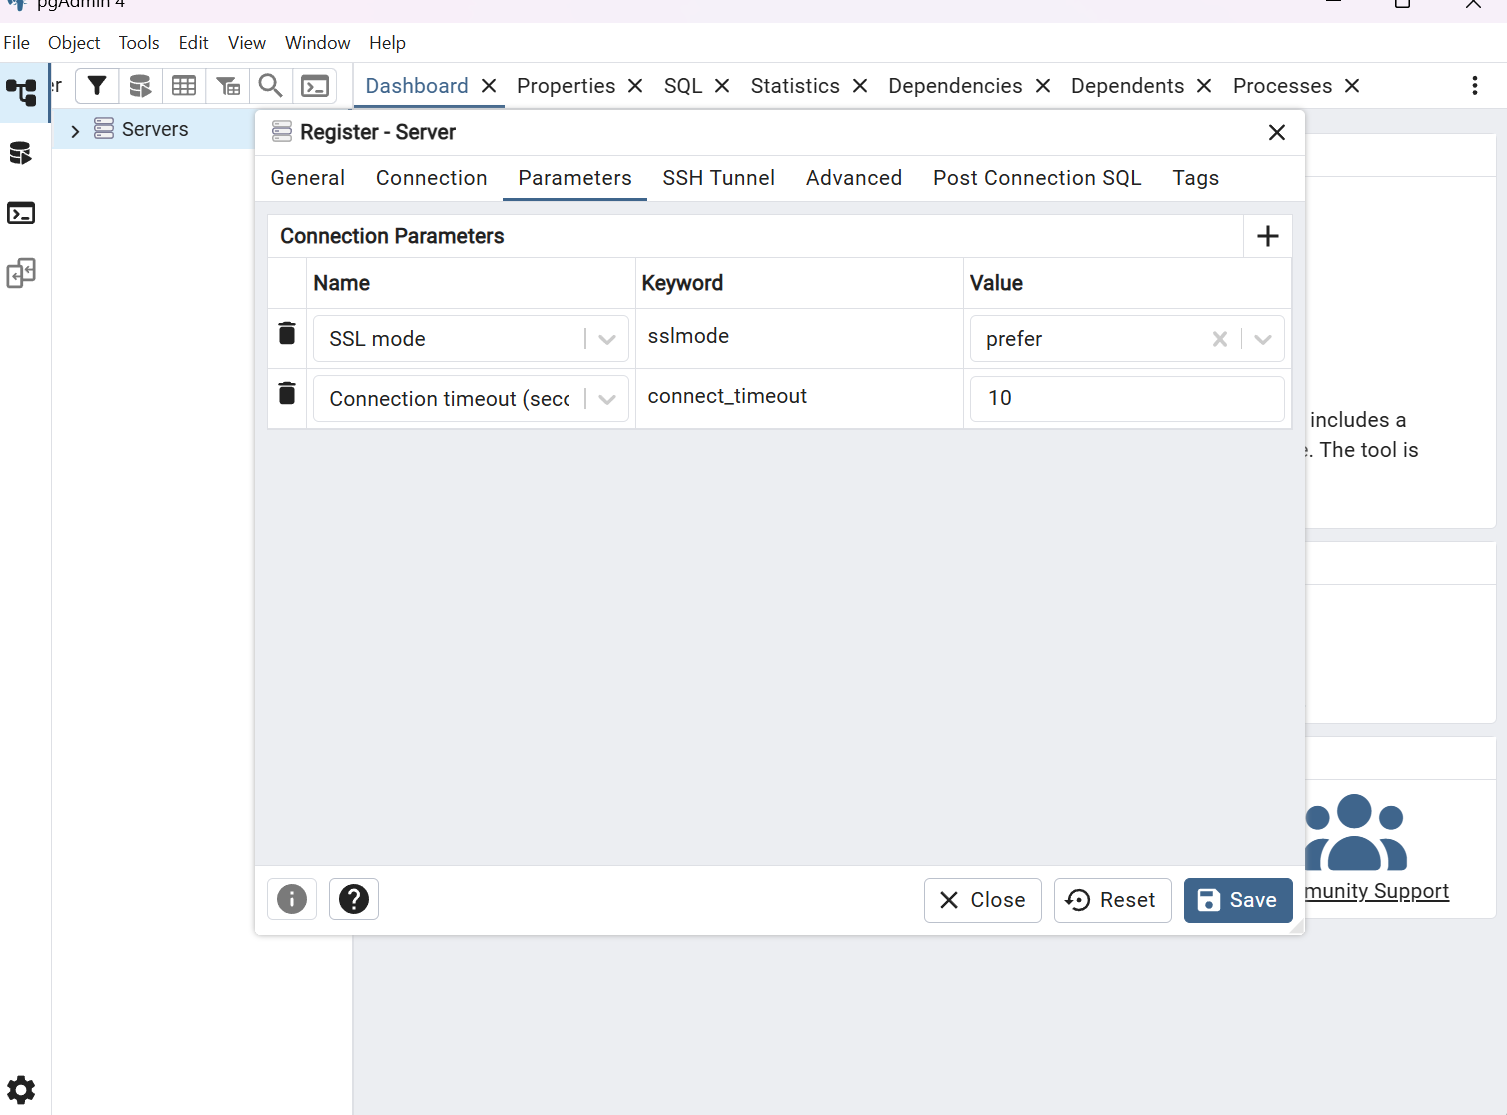 pgAdmin 4
File Object Tools Edit View Window Help
er Dashboard Properties SQL Statistics Dependencies Dependents Processes
Servers
Register - Server
General Connection Parameters SSH Tunnel Advanced Post Connection SQL Tags
Connection Parameters
Name Keyword Value
SSL mode sslmode prefer
Connection timeout (seco connect_timeout 10
includes a
e. The tool is
Close Reset Save
munity Support